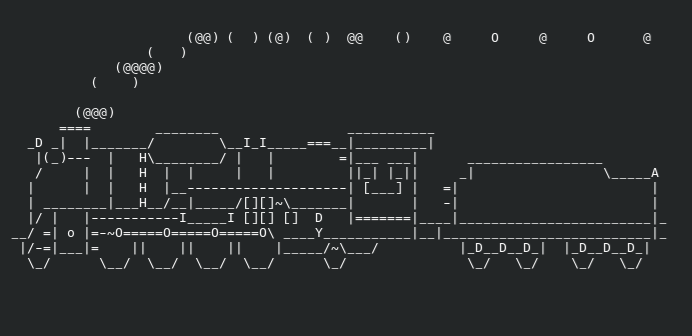 (@@) (  ) (@)  ( )  @@    ()    @     O     @     O      @
                 (   )
             (@@@@)
          (    )

        (@@@)
      ====        ________                ___________
  _D _|  |_______/        \__I_I_____===__|_________|
   |(_)---  |   H\________/ |   |        =|___ ___|      _________________
   /     |  |   H  |  |     |   |         ||_| |_||     _|                \_____A
  |      |  |   H  |__--------------------| [___] |   =|                        |
  | ________|___H__/__|_____/[][]~\_______|       |   -|                        |
  |/ |   |-----------I_____I [][] []  D   |=======|____|________________________|_
__/ =| o |=-~O=====O=====O=====O\ ____Y___________|__|__________________________|_
 |/-=|___|=    ||    ||    ||    |_____/~\___/          |_D__D__D_|  |_D__D__D_|
  \_/      \__/  \__/  \__/  \__/      \_/               \_/   \_/    \_/   \_/